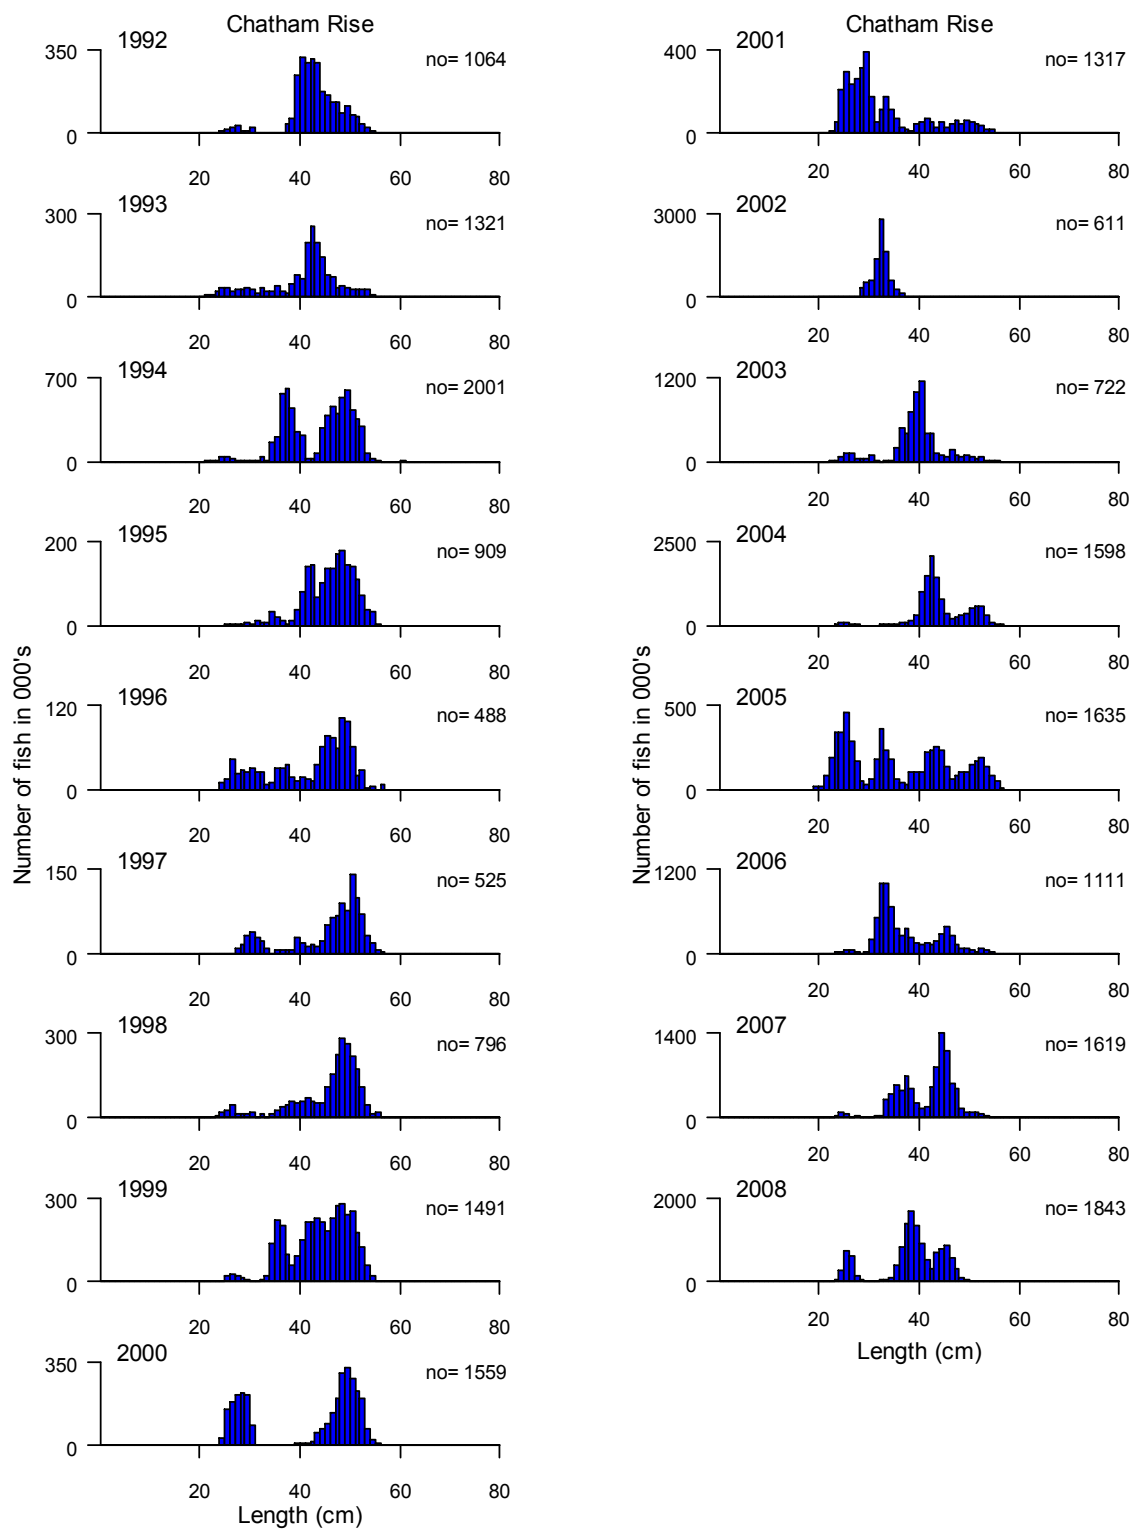 Chatham Rise
1992
no= 1064
350
0
20 40 60 80
1993
no= 1321
300
0
20 40 60 80
1994
no= 2001
700
0
20 40 60 80
1995
no= 909
200
0
20 40 60 80
1996
no= 488
120
0
20 40 60 80
1997
no= 525
150
0
20 40 60 80
1998
no= 796
300
0
20 40 60 80
1999
no= 1491
300
0
20 40 60 80
2000
no= 1559
350
0
20 40 60 80
Length (cm)
Number of fish in 000's
Chatham Rise
2001
no= 1317
400
0
20 40 60 80
2002
no= 611
3000
0
20 40 60 80
2003
no= 722
1200
0
20 40 60 80
2004
no= 1598
2500
0
20 40 60 80
2005
no= 1635
500
0
20 40 60 80
2006
no= 1111
1200
0
20 40 60 80
2007
no= 1619
1400
0
20 40 60 80
2008
no= 1843
2000
0
20 40 60 80
Length (cm)
Number of fish in 000's